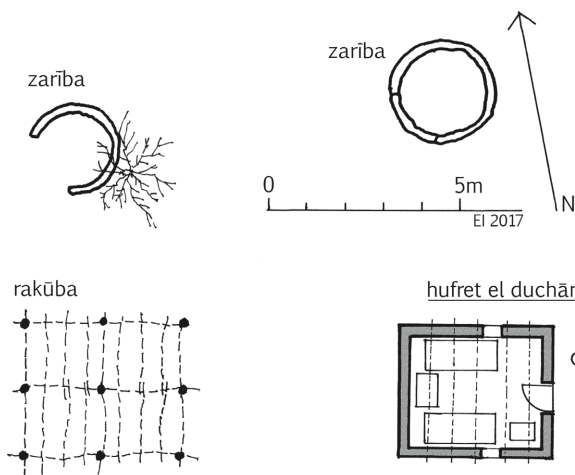 zarība
zarība
0 5m
N
EI 2017
rakūba
hufret el duchān